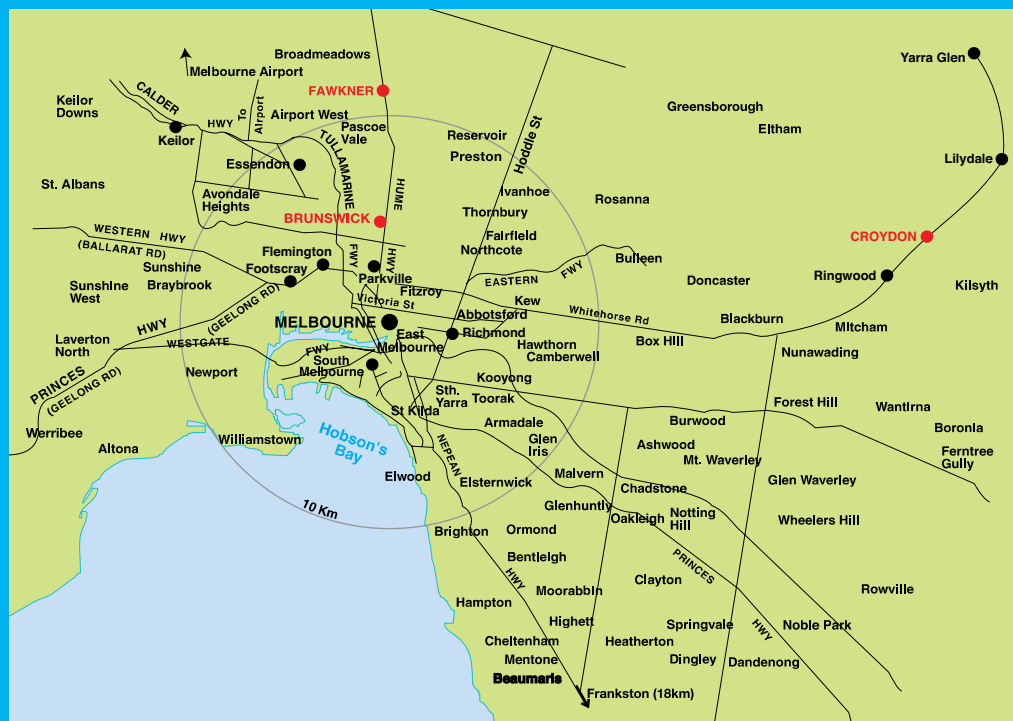 Broadmeadows
Yarra Glen
Melbourne Airport
FAWKNER
CALDER
Keilor
Downs
To
Airport
Greensborough
HWY
Airport West
Pascoe
Vale
Eltham
Keilor
TULLAMARINE
Reservoir
Hoddle St
Preston
Essendon
Lilydale
St. Albans
HUME
Ivanhoe
Avondale
Heights
Rosanna
BRUNSWICK
Thornbury
WESTERN HWY
(BALLARAT RD)
Fairfield
Northcote
CROYDON
FWY
HWY
Flemington
Bulleen
Sunshine
Footscray
Parkville
EASTERN FWY
Doncaster
Ringwood
Sunshine
West
Braybrook
Fitzroy
Kilsyth
Victoria St
Kew
Abbotsford
Whitehorse Rd
Blackburn
HWY
(GEELONG RD)
MELBOURNE
East
Melbourne
Richmond
MItcham
Laverton
North
WESTGATE
FWY
Hawthorn
Box HIll
Nunawading
Camberwell
South
Melbourne
Newport
PRINCES
(GEELONG RD)
Kooyong
Sth.
Yarra
Toorak
Forest Hill
WantIrna
St Kilda
Armadale
Burwood
Boronla
Werribee
Williamstown
Hobson's
Bay
NEPEAN
Glen
Iris
Ashwood
Altona
Mt. Waverley
Ferntree
Gully
Elwood
Elsternwick
Malvern
Chadstone
Glen Waverley
10 Km
Glenhuntly
Oakleigh
Notting
Hill
Wheelers Hill
Brighton
Ormond
Bentleigh
PRINCES
HWY
MoorabbIn
Clayton
Rowville
Hampton
Highett
Springvale
HWY
Noble Park
Cheltenham
Heatherton
Mentone
Dingley
Dandenong
Beaumaris
Frankston (18km)